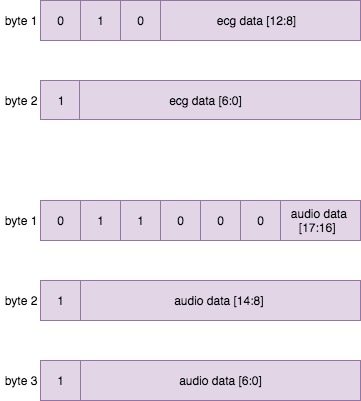 byte 1 0 1 0 ecg data [12:8]
byte 2 1 ecg data [6:0]
byte 1 0 1 1 0 0 0 audio data
[17:16]
byte 2 1 audio data [14:8]
byte 3 1 audio data [6:0]